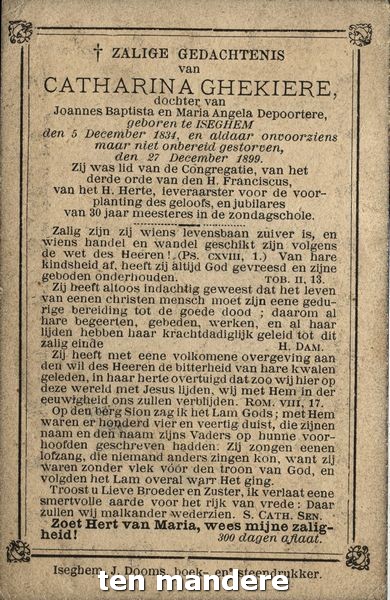 † ZALIGE GEDACHTENIS
van
CATHARINA GHEKIERE,
dochter van
Joannes Baptista en Maria Angela Depoortere,
geboren te ISEGHEM
den 5 December 1834, en aldaar onvoorziens
maar niet onbereid gestorven,
den 27 December 1899.
Zij was lid van de Congregatie, van het
derde orde van den H. Franciscus,
van het H. Herte, leveraarster voor de voor-
planting des geloofs, en jubilares
van 30 jaar meesteres in de zondagschole.
Zalig zijn zij wiens levensbaan zuiver is, en
wiens handel en wandel geschikt zijn volgens
de wet des Heeren! (Ps. CXVIII, 1.) Van hare
kindsheid af. heeft zij altijd God gevreesd en zijne
geboden onderhouden. TOB. II, 13.
Zij heeft altoos indachtig geweest dat het leven
van eenen christen mensch moet zijn eene gedu-
rige bereiding tot de goede dood; daarom al
hare begeerten, gebeden, werken, en al haar
lijden hebben haar krachtdadiglijk geleid tot dit
zalig einde H. DAM.
Zij heeft met eene volkomene overgeving aan
den wil des Heeren de bitterheid van hare kwalen
geleden, in haar herte overtuigd dat zoo wij hier op
deze wereld met Jesus lijden, wij met Hem in der
eeuwigheid ons zullen verblijden. ROM. VIII, 17.
Op den berg Sion zag ik het Lam Gods; met Hem
waren er honderd vier en veertig duist, die zijnen
naam en den naam zijns Vaders op hunne voor-
hoofden geschreven hadden: Zij zongen eenen
lofzang, die niemand anders zingen kon, want zij
waren zonder vlek vóór den troon van God, en
volgden het Lam overal warr Het ging.
Troost u Lieve Broeder en Zuster, ik verlaat eene
smertvolle aarde voor het rijk van vrede: Daar
zullen wij malkander wederzien. S. CATH. SEN.
Zoet Hert van Maria, wees mijne zalig-
heid! 300 dagen aflaat.
Iseghem, J. Dooms, boek- en steendrukker.
ten mandere